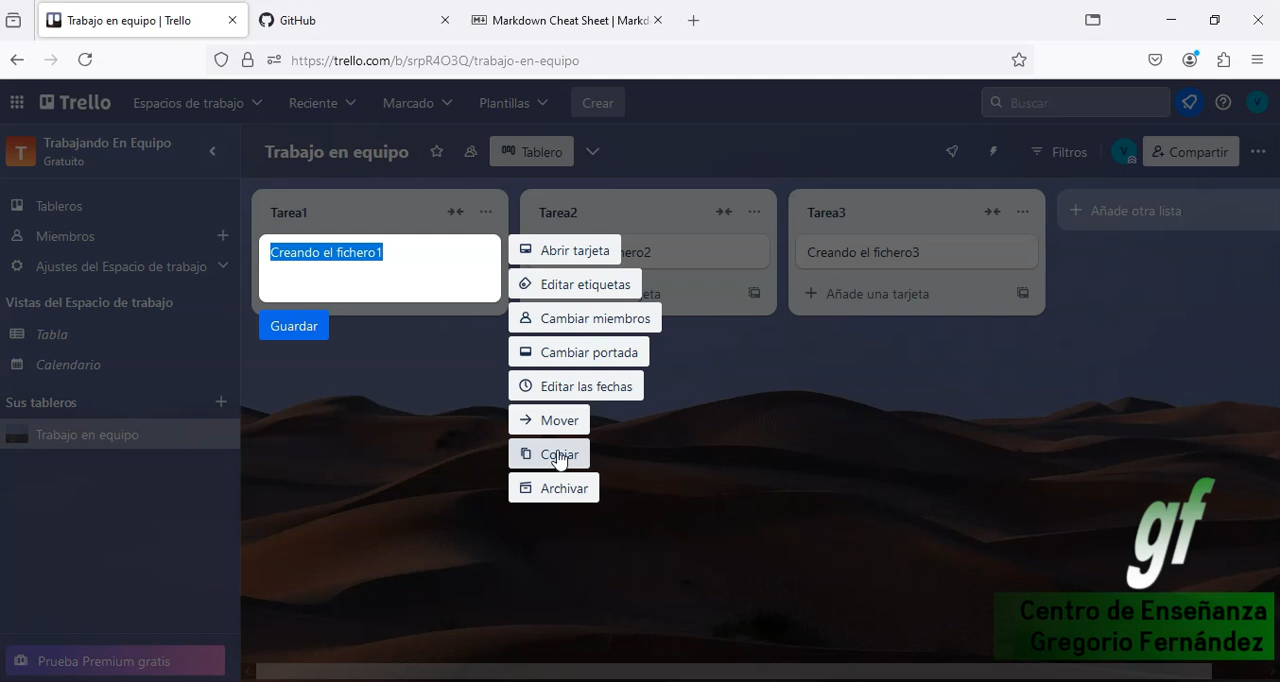 Trabajo en equipo | Trello
GitHub
Markdown Cheat Sheet | Markd
https://trello.com/b/srpR4O3Q/trabajo-en-equipo
Trello
Espacios de trabajo
Reciente
Marcado
Plantillas
Crear
Buscar
V
T
Trabajando En Equipo
Gratuito
Trabajo en equipo
Tablero
Filtros
V
Compartir
Tableros
Miembros
Ajustes del Espacio de trabajo
Vistas del Espacio de trabajo
Tabla
Calendario
Sus tableros
Trabajo en equipo
Prueba Premium gratis
Tarea1
Creando el fichero1
Guardar
Tarea2
hero2
eta
Tarea3
Creando el fichero3
Añade una tarjeta
Añade otra lista
Abrir tarjeta
Editar etiquetas
Cambiar miembros
Cambiar portada
Editar las fechas
Mover
Copiar
Archivar
gf
Centro de Enseñanza
Gregorio Fernández